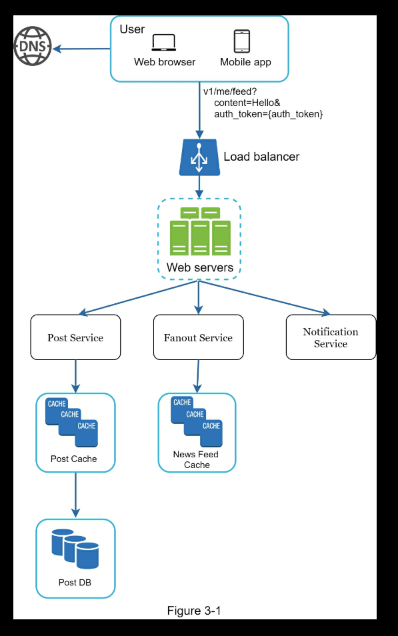 User
DNS
Web browser
Mobile app
v1/me/feed?
content=Hello&
auth_token={auth_token}
Load balancer
Web servers
Post Service
Fanout Service
Notification
Service
CACHE
CACHE
CACHE
Post Cache
CACHE
CACHE
CACHE
News Feed
Cache
Post DB
Figure 3-1